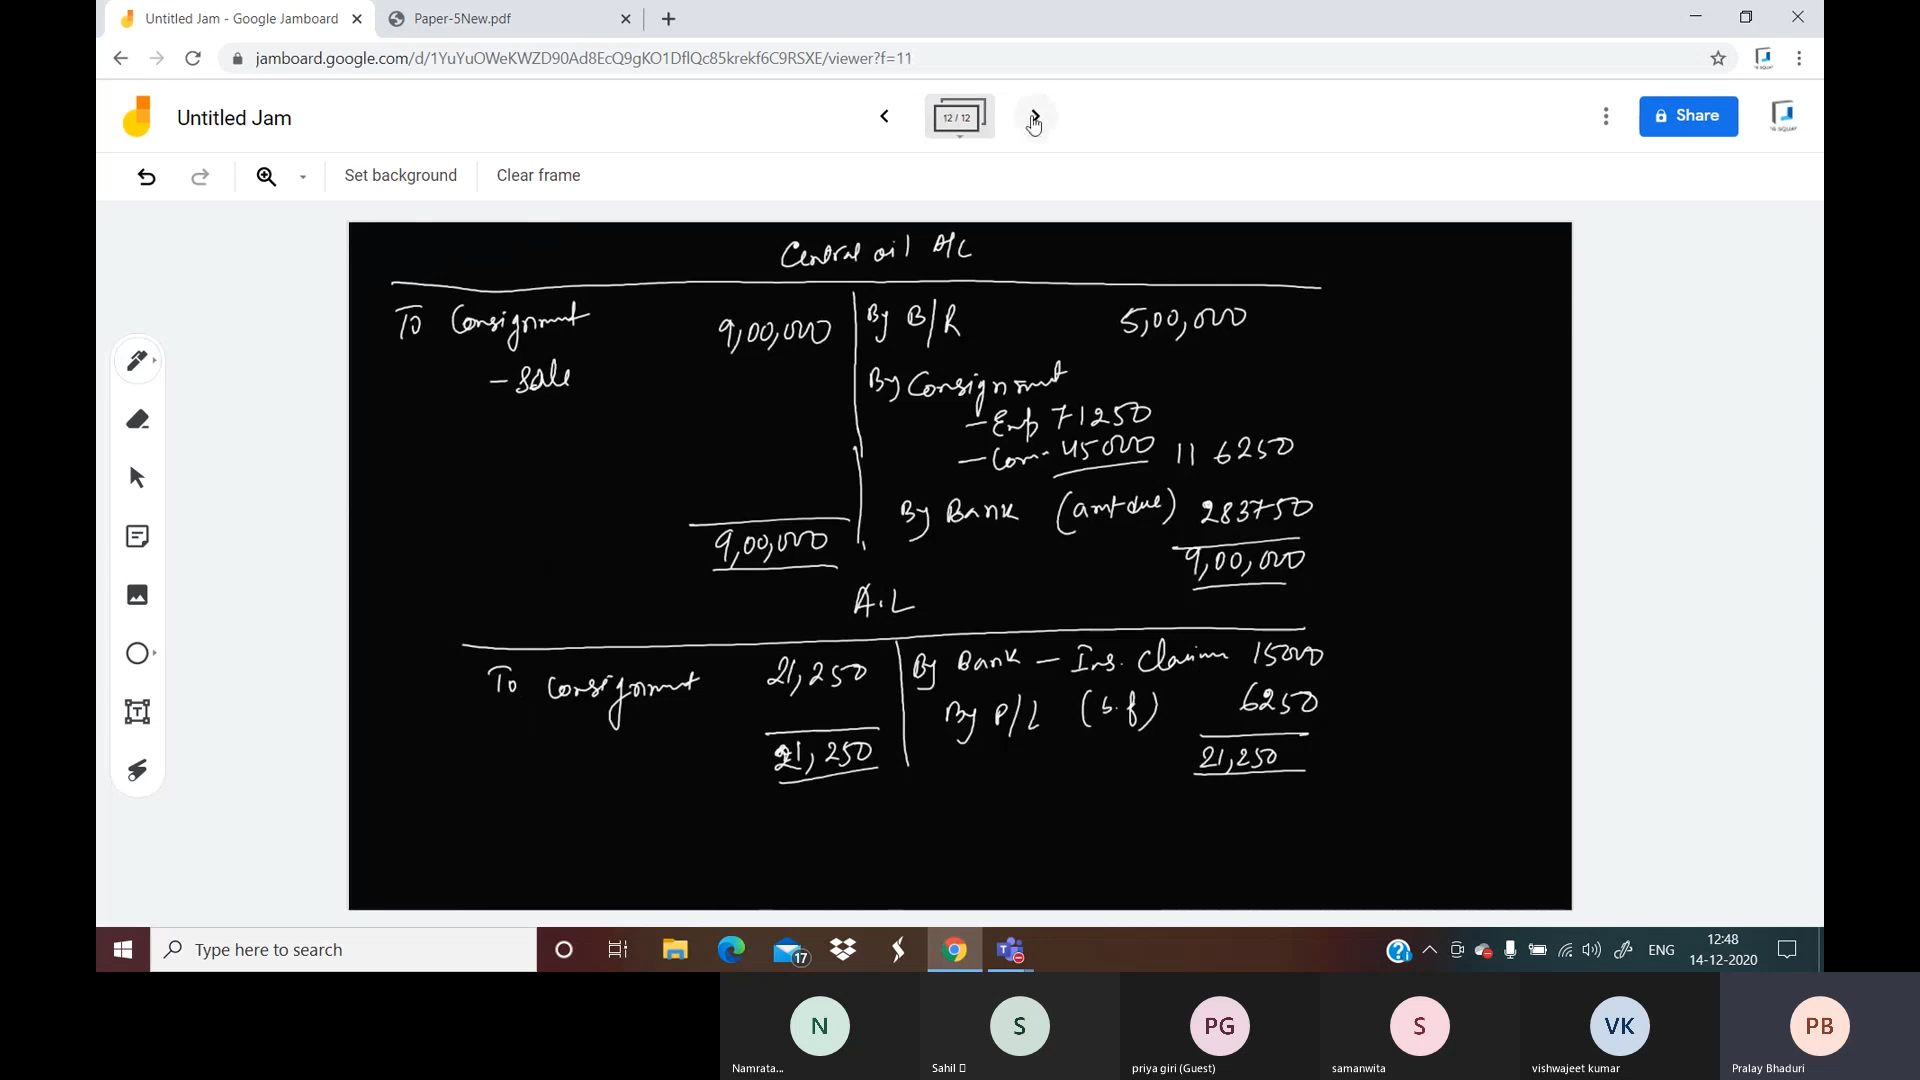 Untitled Jam - Google Jamboard
Paper-5New.pdf
jamboard.google.com/d/1YuYuOWeKWZD90Ad8EcQ9gKO1DflQc85krekf6C9RSXE/viewer?f=11
Untitled Jam
12 / 12
Share
Set background
Clear frame
Central oil A/C
To Consignment 9,00,000 By B/R 5,00,000
- Sale By Consignment
- Exp 71250
- Com- 45000 116250
By Bank (amt due) 283750
9,00,000 9,00,000
A.L
To Consignment 21,250 By Bank - Ins. Claim 15000
By P/L (b.f) 6250
21,250 21,250
Type here to search
17
ENG
12:48
14-12-2020
N S PG S VK PB
Namrata... Sahil priya giri (Guest) samanwita vishwajeet kumar Pralay Bhaduri